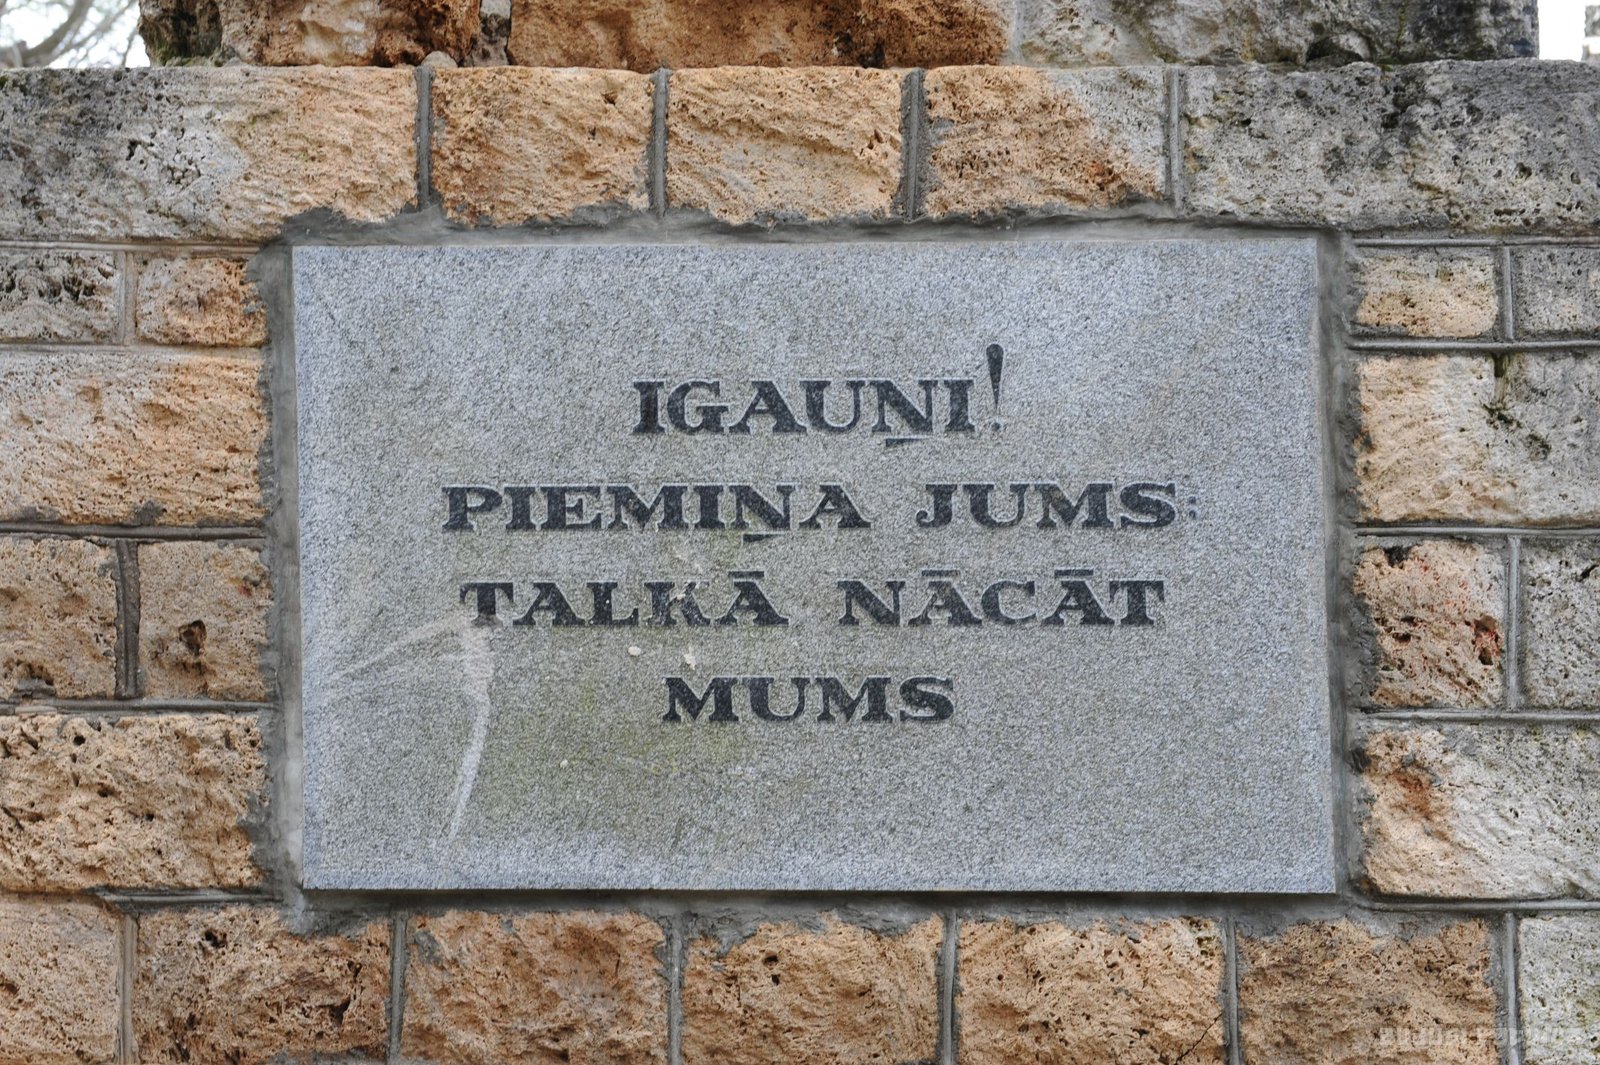 IGAUŅI!
PIEMIŅA JUMS:
TALKĀ NĀCĀT
MUMS